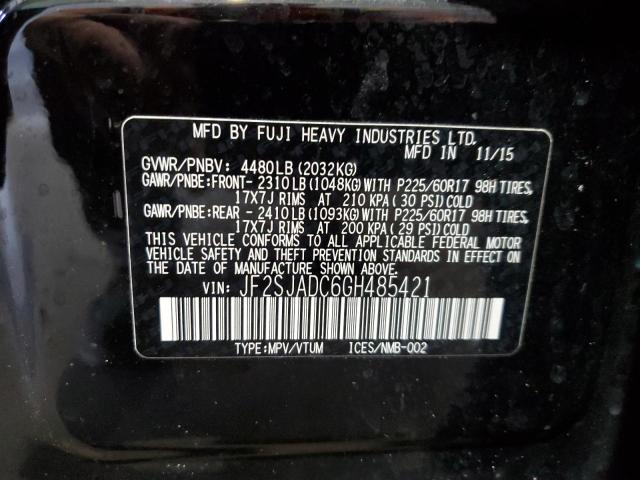 MFD BY FUJI HEAVY INDUSTRIES LTD.
MFD IN 11/15
GVWR/PNBV: 4480LB(2032KG)
GAWR/PNBE:FRONT- 2310LB(1048KG)WITH P225/60R17 98H TIRES,
17X7J RIMS AT 210 KPA( 30 PSI)COLD
GAWR/PNBE:REAR - 2410LB(1093KG)WITH P225/60R17 98H TIRES,
17X7J RIMS AT 200 KPA( 29 PSI)COLD
THIS VEHICLE CONFORMS TO ALL APPLICABLE FEDERAL MOTOR
VEHICLE SAFETY AND THEFT PREVENTION STANDARDS IN EFFECT
ON THE DATE OF MANUFACTURE SHOWN ABOVE.
VIN: JF2SJADC6GH485421
TYPE:MPV/VTUM ICES/NMB-002